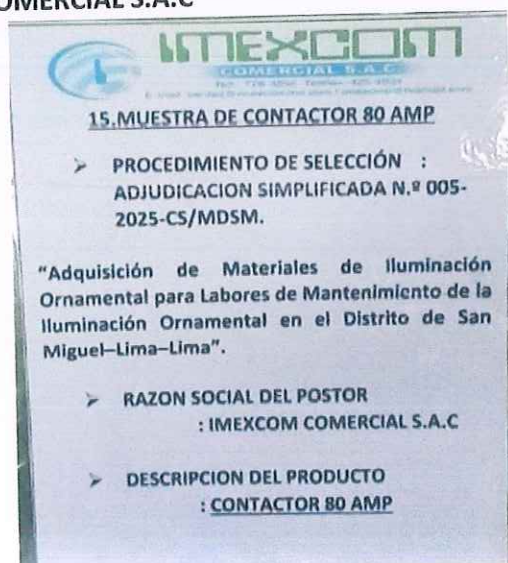 OMERCIAL S.A.C
IMEXCOM
COMERCIAL S.A.C
15.MUESTRA DE CONTACTOR 80 AMP
➢ PROCEDIMIENTO DE SELECCIÓN :
ADJUDICACION SIMPLIFICADA N.º 005-
2025-CS/MDSM.
"Adquisición de Materiales de Iluminación
Ornamental para Labores de Mantenimiento de la
Iluminación Ornamental en el Distrito de San
Miguel–Lima–Lima".
➢ RAZON SOCIAL DEL POSTOR
: IMEXCOM COMERCIAL S.A.C
➢ DESCRIPCION DEL PRODUCTO
: CONTACTOR 80 AMP